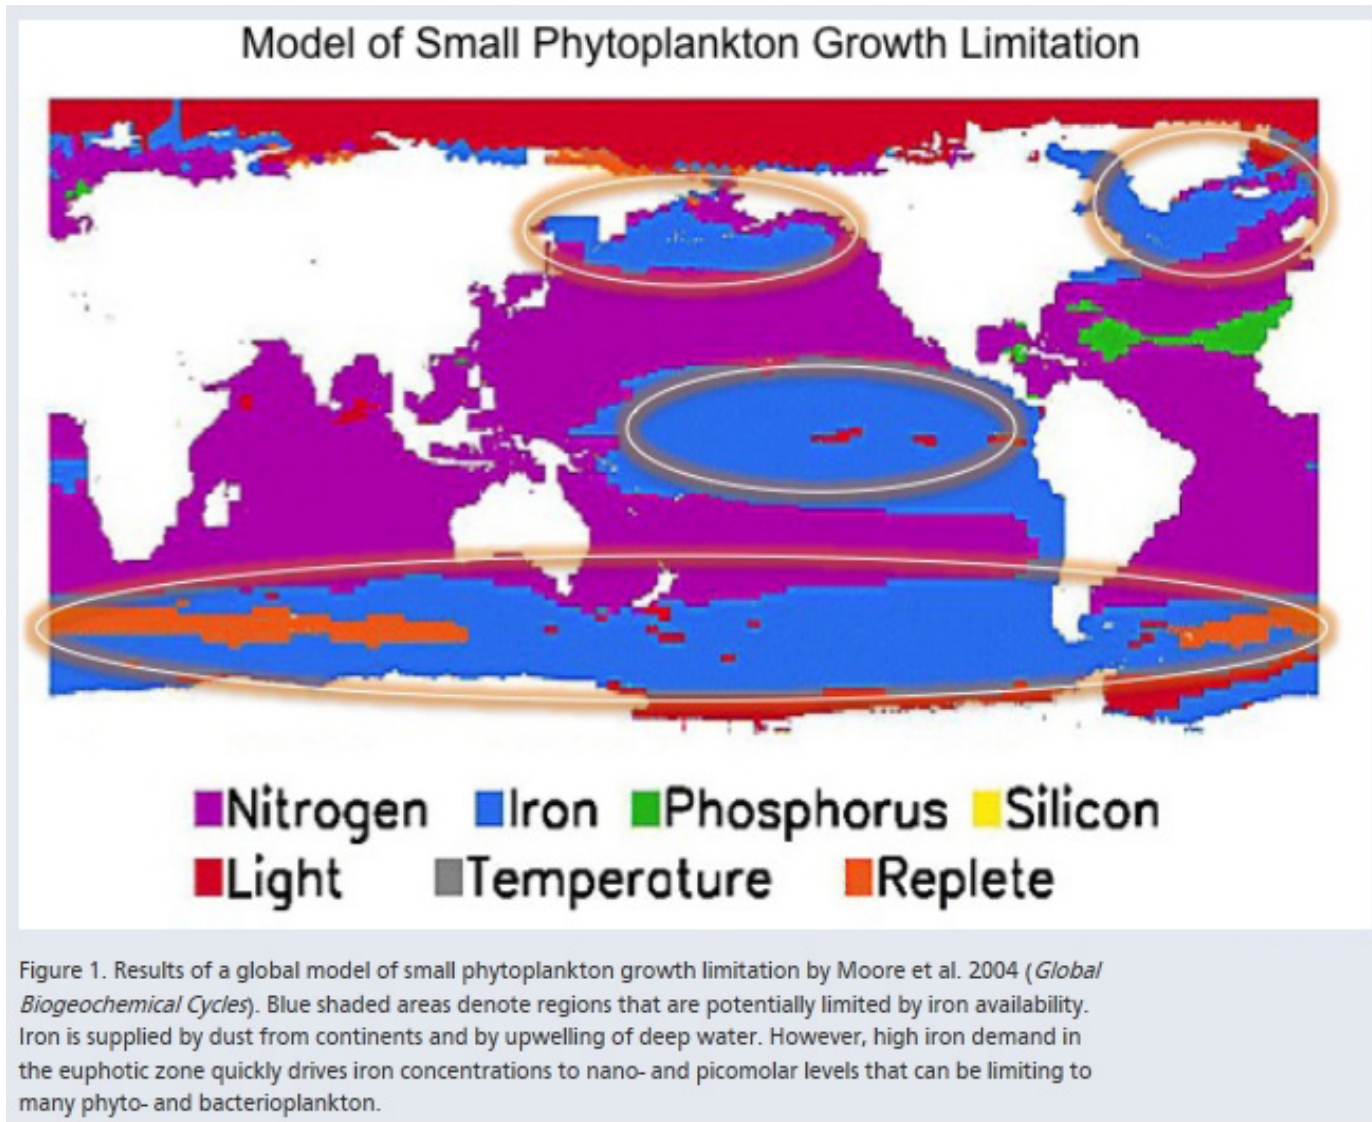 Model of Small Phytoplankton Growth Limitation
Nitrogen Iron Phosphorus Silicon
Light Temperature Replete
Figure 1. Results of a global model of small phytoplankton growth limitation by Moore et al. 2004 (Global
Biogeochemical Cycles). Blue shaded areas denote regions that are potentially limited by iron availability.
Iron is supplied by dust from continents and by upwelling of deep water. However, high iron demand in
the euphotic zone quickly drives iron concentrations to nano- and picomolar levels that can be limiting to
many phyto- and bacterioplankton.